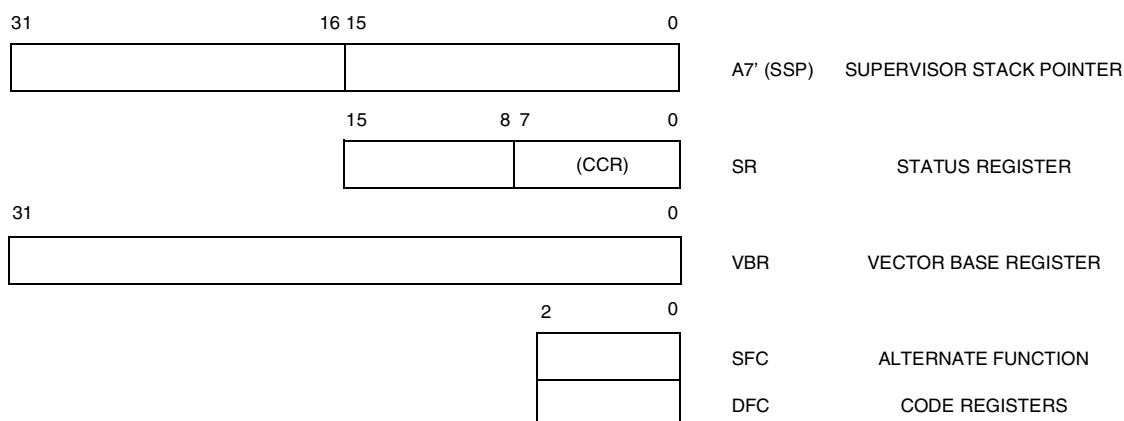 31 16 15 0
A7' (SSP) SUPERVISOR STACK POINTER
15 8 7 0
(CCR) SR STATUS REGISTER
31 0
VBR VECTOR BASE REGISTER
2 0
SFC ALTERNATE FUNCTION
DFC CODE REGISTERS